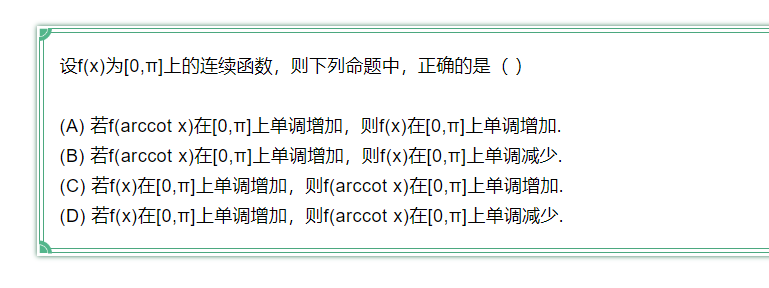 设f(x)为[0,π]上的连续函数，则下列命题中，正确的是（ ）
(A) 若f(arccot x)在[0,π]上单调增加，则f(x)在[0,π]上单调增加.
(B) 若f(arccot x)在[0,π]上单调增加，则f(x)在[0,π]上单调减少.
(C) 若f(x)在[0,π]上单调增加，则f(arccot x)在[0,π]上单调增加.
(D) 若f(x)在[0,π]上单调增加，则f(arccot x)在[0,π]上单调减少.